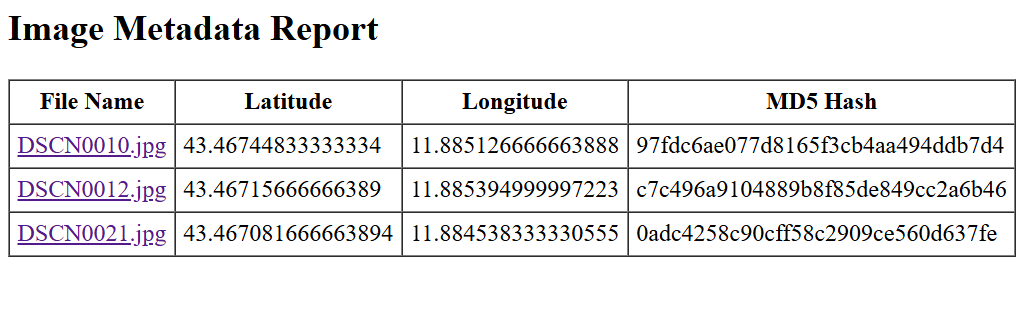 Image Metadata Report
File Name Latitude Longitude MD5 Hash
DSCN0010.jpg 43.46744833333334 11.885126666663888 97fdc6ae077d8165f3cb4aa494ddb7d4
DSCN0012.jpg 43.46715666666389 11.885394999997223 c7c496a9104889b8f85de849cc2a6b46
DSCN0021.jpg 43.467081666663894 11.884538333330555 0adc4258c90cff58c2909ce560d637fe